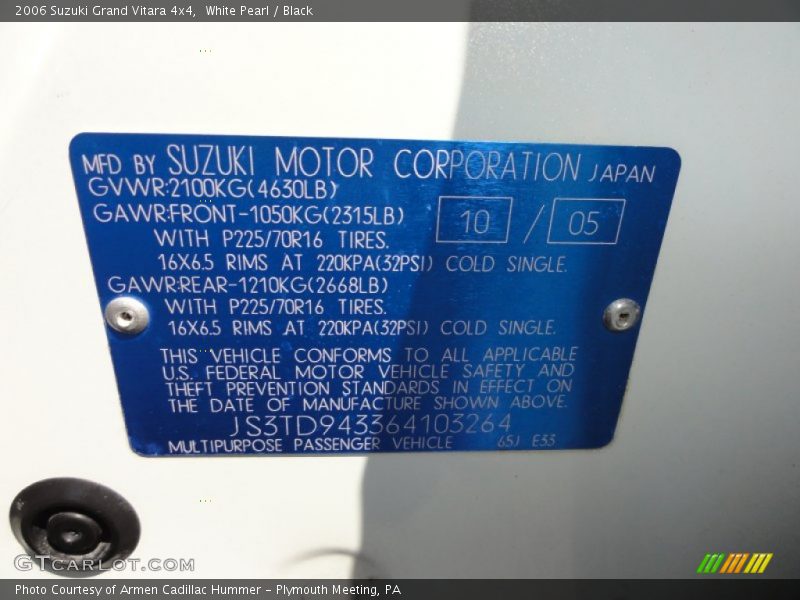 2006 Suzuki Grand Vitara 4x4, White Pearl / Black
MFD BY SUZUKI MOTOR CORPORATION JAPAN
GVWR:2100KG(4630LB)
GAWR:FRONT-1050KG(2315LB) 10 / 05
WITH P225/70R16 TIRES.
16X6.5 RIMS AT 220KPA(32PSI) COLD SINGLE.
GAWR:REAR-1210KG(2668LB)
WITH P225/70R16 TIRES.
16X6.5 RIMS AT 220KPA(32PSI) COLD SINGLE.
THIS VEHICLE CONFORMS TO ALL APPLICABLE
U.S. FEDERAL MOTOR VEHICLE SAFETY AND
THEFT PREVENTION STANDARDS IN EFFECT ON
THE DATE OF MANUFACTURE SHOWN ABOVE.
JS3TD943364103264
MULTIPURPOSE PASSENGER VEHICLE 65J E33
GTCARLOT.COM
Photo Courtesy of Armen Cadillac Hummer – Plymouth Meeting, PA